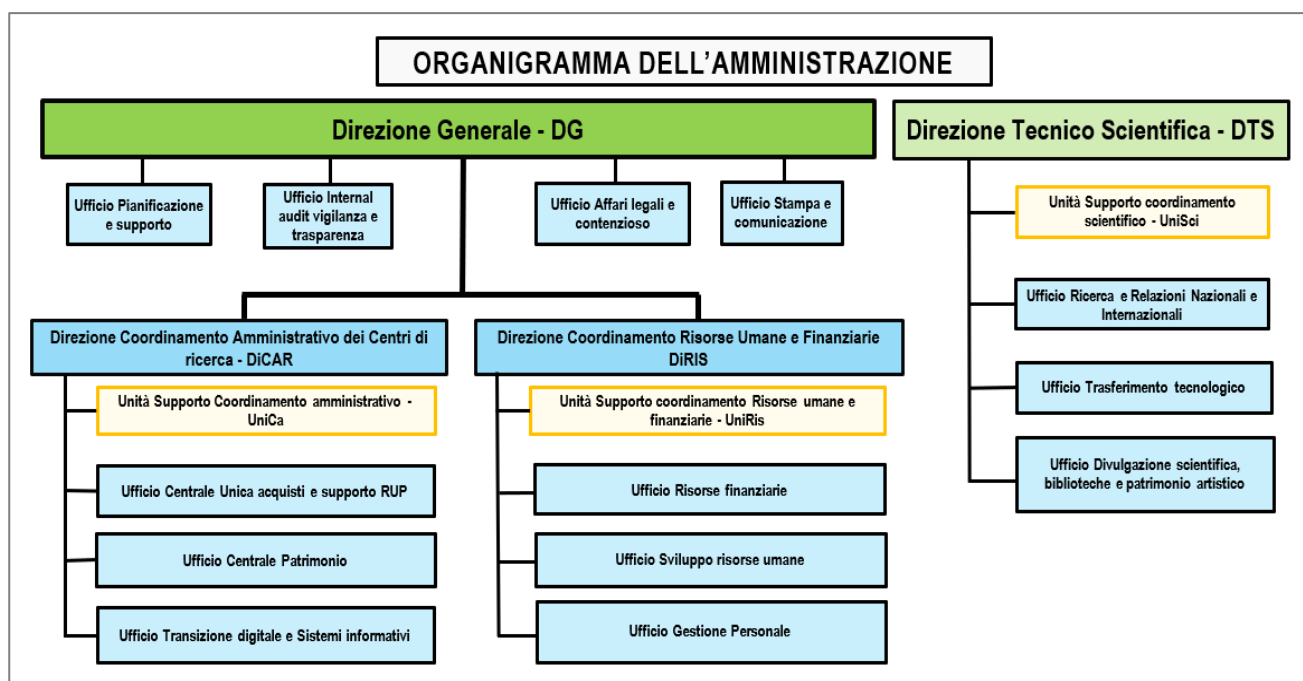 ORGANIGRAMMA DELL'AMMINISTRAZIONE
Direzione Generale - DG
Direzione Tecnico Scientifica - DTS
Ufficio Pianificazione
e supporto
Ufficio Internal
audit vigilanza e
trasparenza
Ufficio Affari legali e
contenzioso
Ufficio Stampa e
comunicazione
Unità Supporto coordinamento
scientifico - UniSci
Ufficio Ricerca e Relazioni Nazionali e
Internazionali
Ufficio Trasferimento tecnologico
Ufficio Divulgazione scientifica,
biblioteche e patrimonio artistico
Direzione Coordinamento Amministrativo dei Centri di
ricerca - DiCAR
Unità Supporto Coordinamento amministrativo -
UniCa
Ufficio Centrale Unica acquisti e supporto RUP
Ufficio Centrale Patrimonio
Ufficio Transizione digitale e Sistemi informativi
Direzione Coordinamento Risorse Umane e Finanziarie
DiRIS
Unità Supporto coordinamento Risorse umane e
finanziarie - UniRis
Ufficio Risorse finanziarie
Ufficio Sviluppo risorse umane
Ufficio Gestione Personale